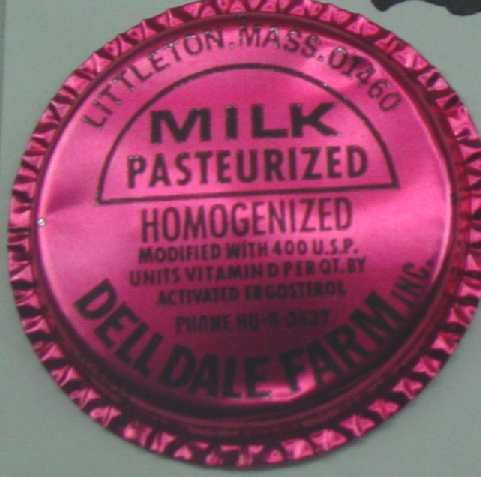 LITTLETON, MASS. 01460
MILK
PASTEURIZED
HOMOGENIZED
MODIFIED WITH 400 U.S.P.
UNITS VITAMIN D PER QT. BY
ACTIVATED ERGOSTEROL
PHONE
DELL DALE FARM INC.